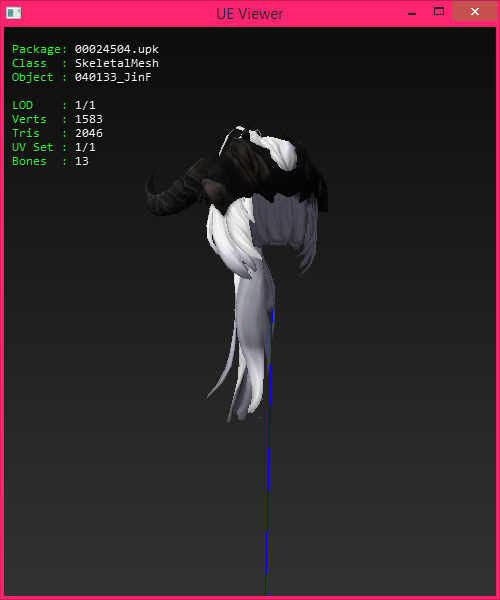 UE Viewer
Package: 00024504.upk
Class  : SkeletalMesh
Object : 040133_JinF
LOD    : 1/1
Verts  : 1583
Tris   : 2046
UV Set : 1/1
Bones  : 13